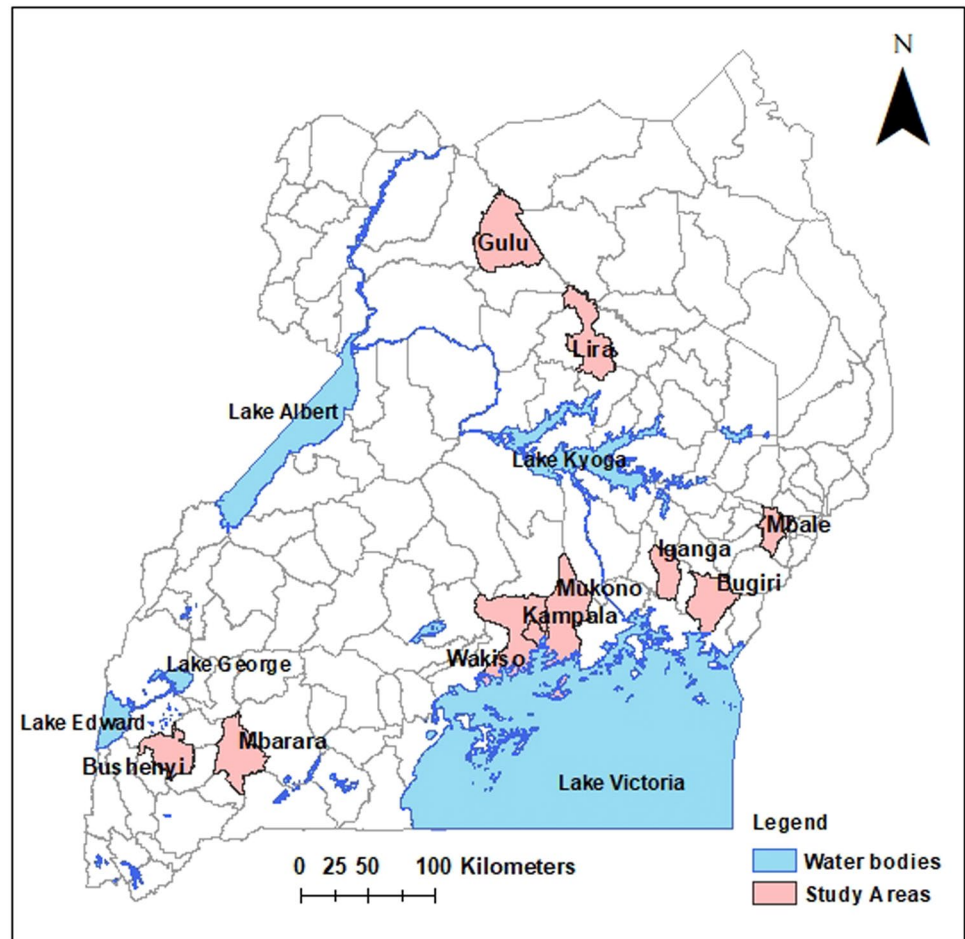 N
Gulu
Lira
Lake Albert
Lake Kyoga
Mbale
Iganga
Bugiri
Mukono
Kampala
Wakiso
Lake George
Lake Edward
Mbarara
Bushenyi
Lake Victoria
Legend
Water bodies
Study Areas
0 25 50 100 Kilometers